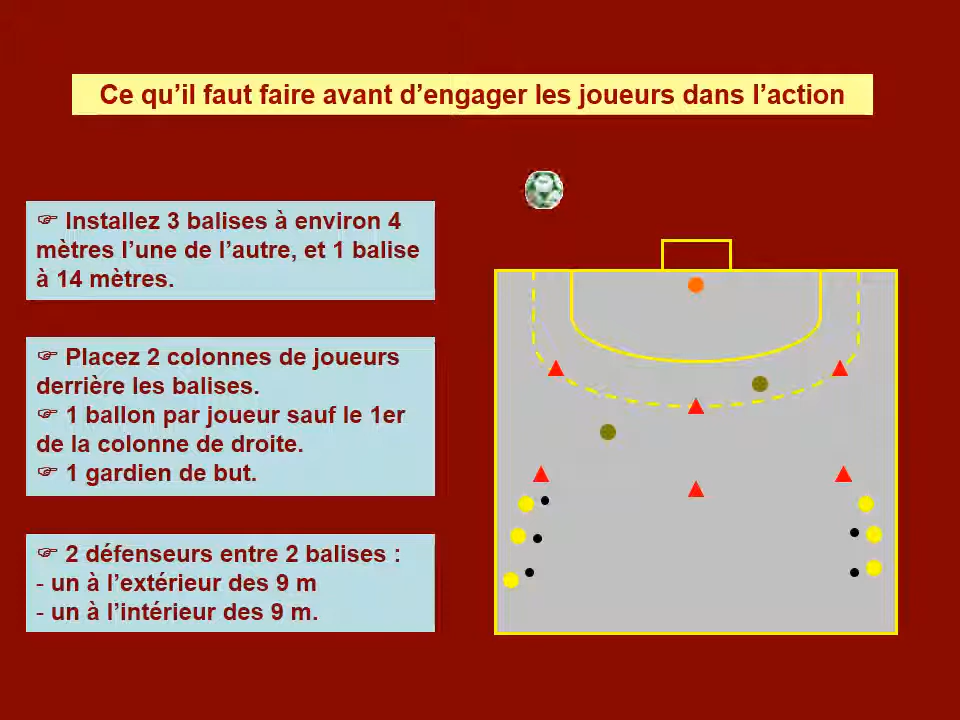 Ce qu’il faut faire avant d’engager les joueurs dans l’action
☞ Installez 3 balises à environ 4
mètres l’une de l’autre, et 1 balise
à 14 mètres.
☞ Placez 2 colonnes de joueurs
derrière les balises.
☞ 1 ballon par joueur sauf le 1er
de la colonne de droite.
☞ 1 gardien de but.
☞ 2 défenseurs entre 2 balises :
- un à l’extérieur des 9 m
- un à l’intérieur des 9 m.